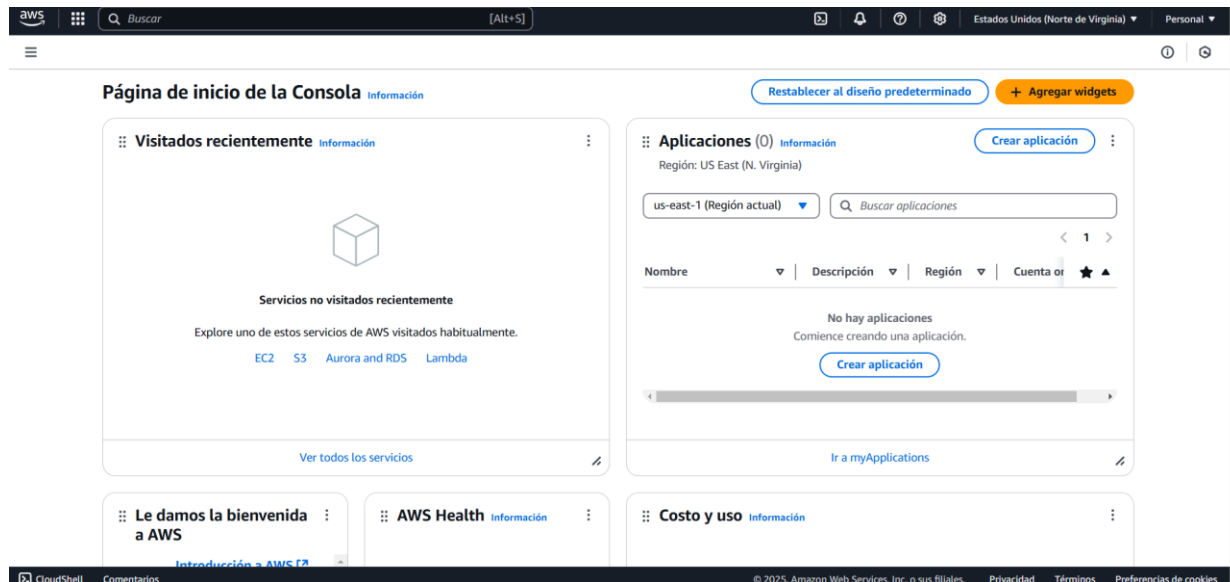 aws
Buscar [Alt+S]
Estados Unidos (Norte de Virginia)
Personal
Página de inicio de la Consola Información
Restablecer al diseño predeterminado
+ Agregar widgets
Visitados recientemente Información
Servicios no visitados recientemente
Explore uno de estos servicios de AWS visitados habitualmente.
EC2 S3 Aurora and RDS Lambda
Ver todos los servicios
Aplicaciones (0) Información
Crear aplicación
Región: US East (N. Virginia)
us-east-1 (Región actual)
Buscar aplicaciones
1
Nombre Descripción Región Cuenta or
No hay aplicaciones
Comience creando una aplicación.
Crear aplicación
Ir a myApplications
Le damos la bienvenida
a AWS
Introducción a AWS
AWS Health Información
Costo y uso Información
CloudShell Comentarios
© 2025, Amazon Web Services, Inc. o sus filiales. Privacidad Términos Preferencias de cookies